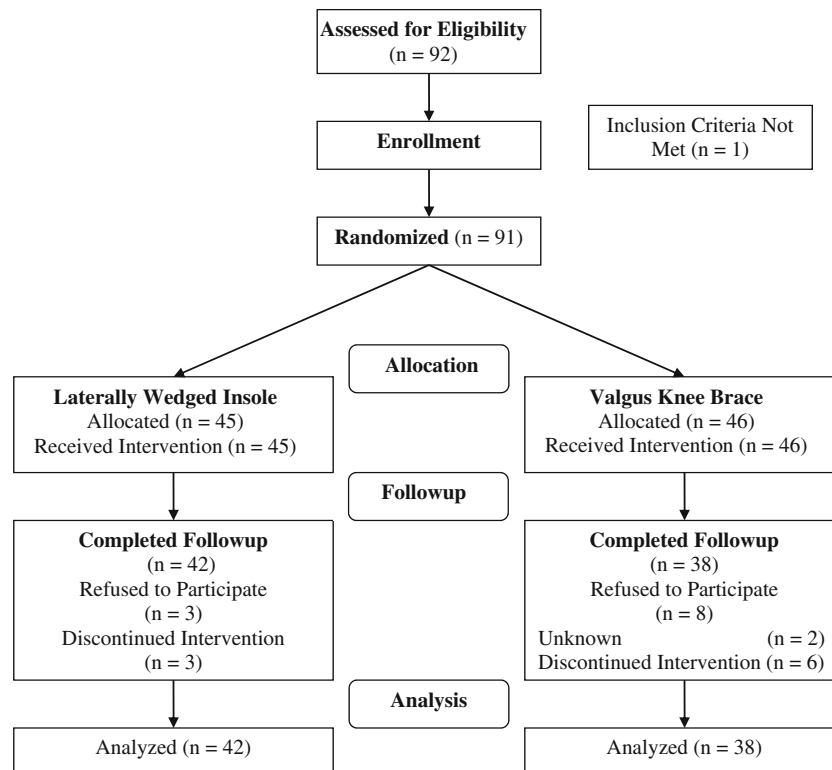 Assessed for Eligibility
(n = 92)
Enrollment
Inclusion Criteria Not
Met (n = 1)
Randomized (n = 91)
Allocation
Laterally Wedged Insole
Allocated (n = 45)
Received Intervention (n = 45)
Valgus Knee Brace
Allocated (n = 46)
Received Intervention (n = 46)
Followup
Completed Followup
(n = 42)
Refused to Participate
(n = 3)
Discontinued Intervention
(n = 3)
Completed Followup
(n = 38)
Refused to Participate
(n = 8)
Unknown (n = 2)
Discontinued Intervention (n = 6)
Analysis
Analyzed (n = 42)
Analyzed (n = 38)